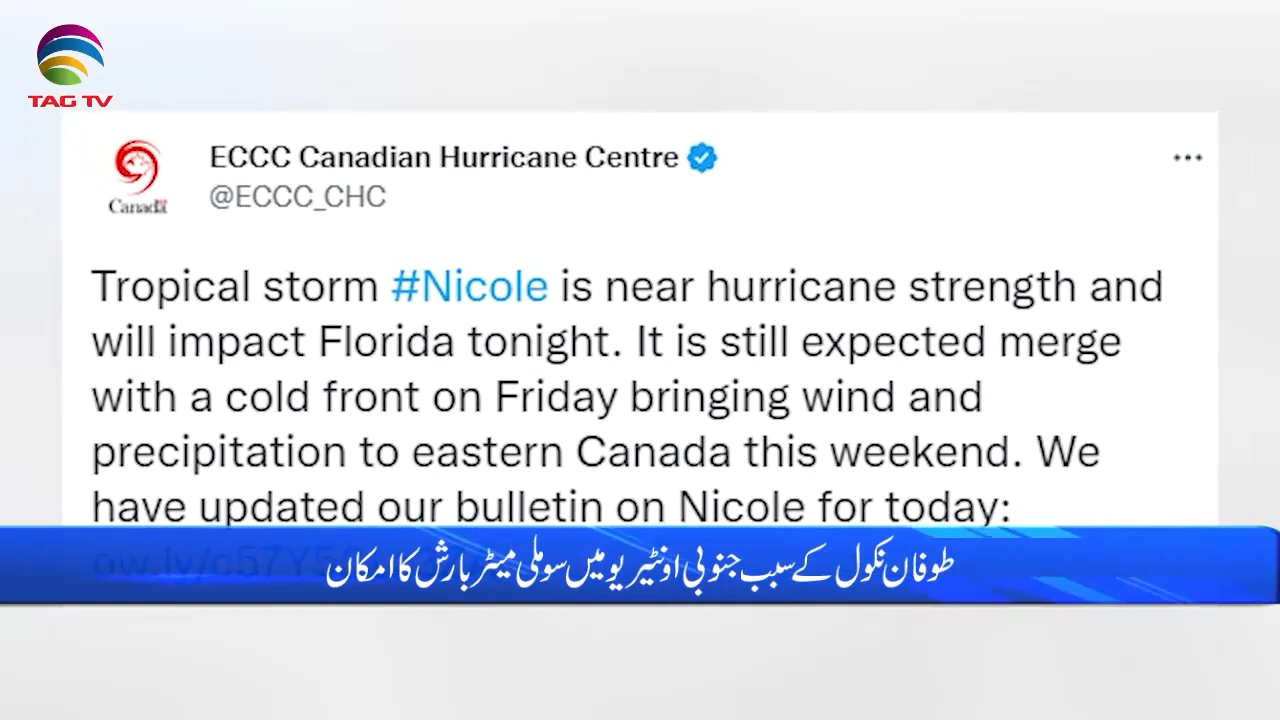 TAG TV
ECCC Canadian Hurricane Centre
@ECCC_CHC
Canada
Tropical storm #Nicole is near hurricane strength and
will impact Florida tonight. It is still expected merge
with a cold front on Friday bringing wind and
precipitation to eastern Canada this weekend. We
have updated our bulletin on Nicole for today:
طوفان نکول کے سبب جنوبی اونٹیریو میں سو ملی میٹر بارش کا امکان